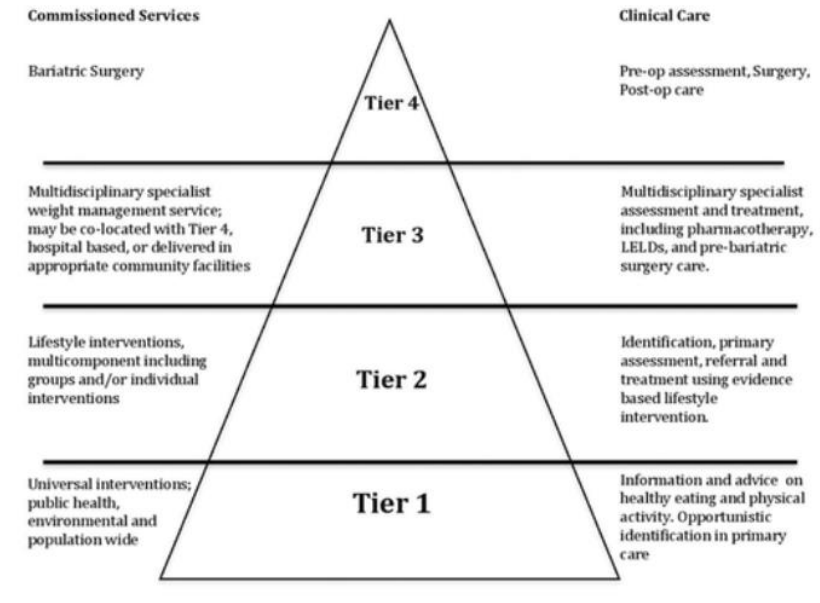 Commissioned Services
Clinical Care
Bariatric Surgery
Pre-op assessment, Surgery,
Post-op care
Tier 4
Multidisciplinary specialist
weight management service;
may be co-located with Tier 4,
hospital based, or delivered in
appropriate community facilities
Tier 3
Multidisciplinary specialist
assessment and treatment,
including pharmacotherapy,
LELDs, and pre-bariatric
surgery care.
Lifestyle interventions,
multicomponent including
groups and/or individual
interventions
Tier 2
Identification, primary
assessment, referral and
treatment using evidence
based lifestyle
intervention.
Universal interventions;
public health,
environmental and
population wide
Tier 1
Information and advice on
healthy eating and physical
activity. Opportunistic
identification in primary
care